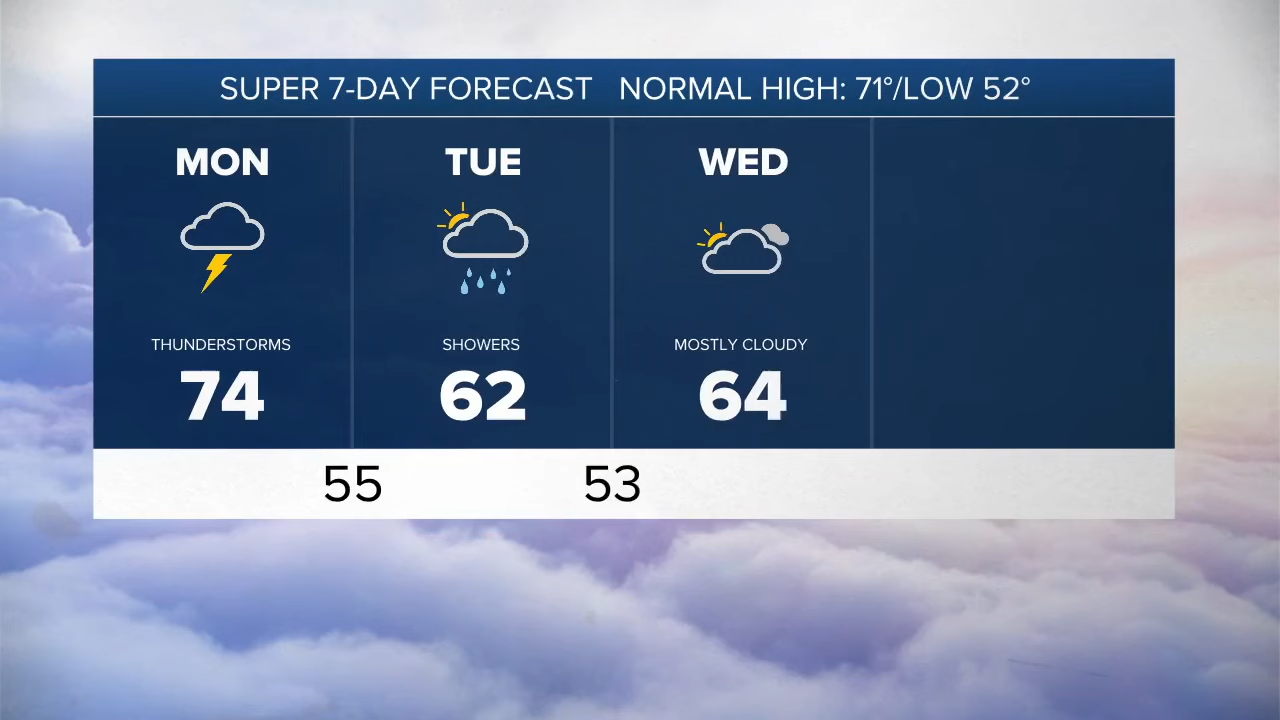 SUPER 7-DAY FORECAST NORMAL HIGH: 71°/LOW 52°
MON TUE WED
THUNDERSTORMS SHOWERS MOSTLY CLOUDY
74 62 64
55 53